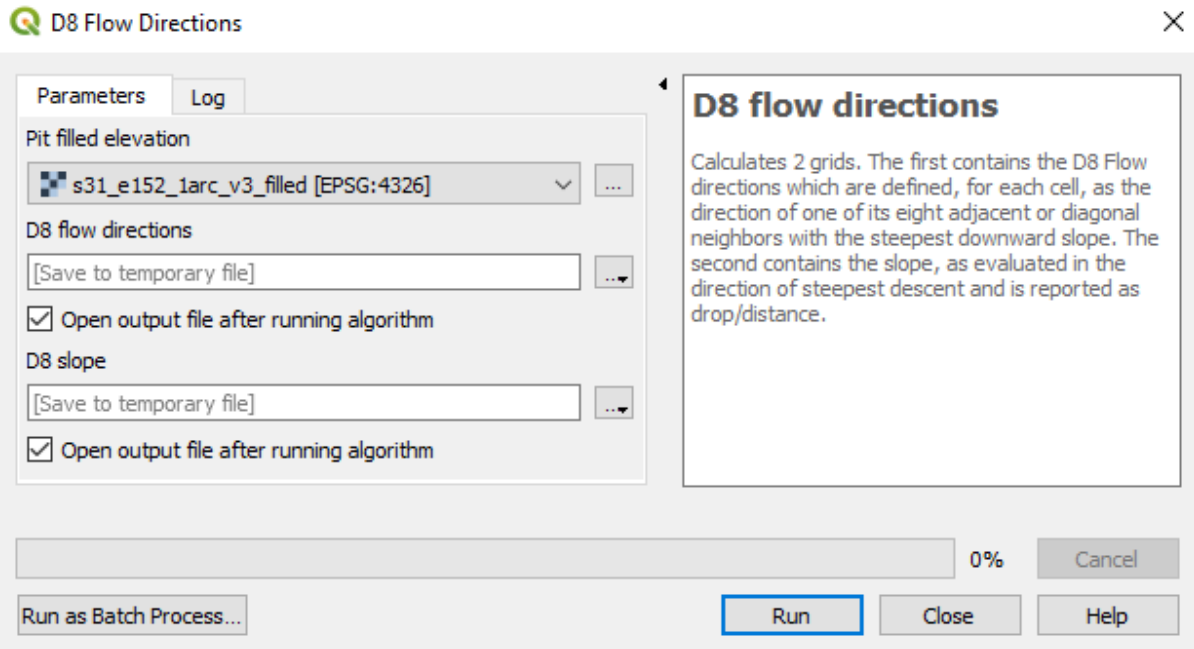 D8 Flow Directions
Parameters
Log
Pit filled elevation
s31_e152_1arc_v3_filled [EPSG:4326]
...
D8 flow directions
[Save to temporary file]
...
Open output file after running algorithm
D8 slope
[Save to temporary file]
...
Open output file after running algorithm
D8 flow directions
Calculates 2 grids. The first contains the D8 Flow
directions which are defined, for each cell, as the
direction of one of its eight adjacent or diagonal
neighbors with the steepest downward slope. The
second contains the slope, as evaluated in the
direction of steepest descent and is reported as
drop/distance.
0%
Cancel
Run as Batch Process...
Run
Close
Help